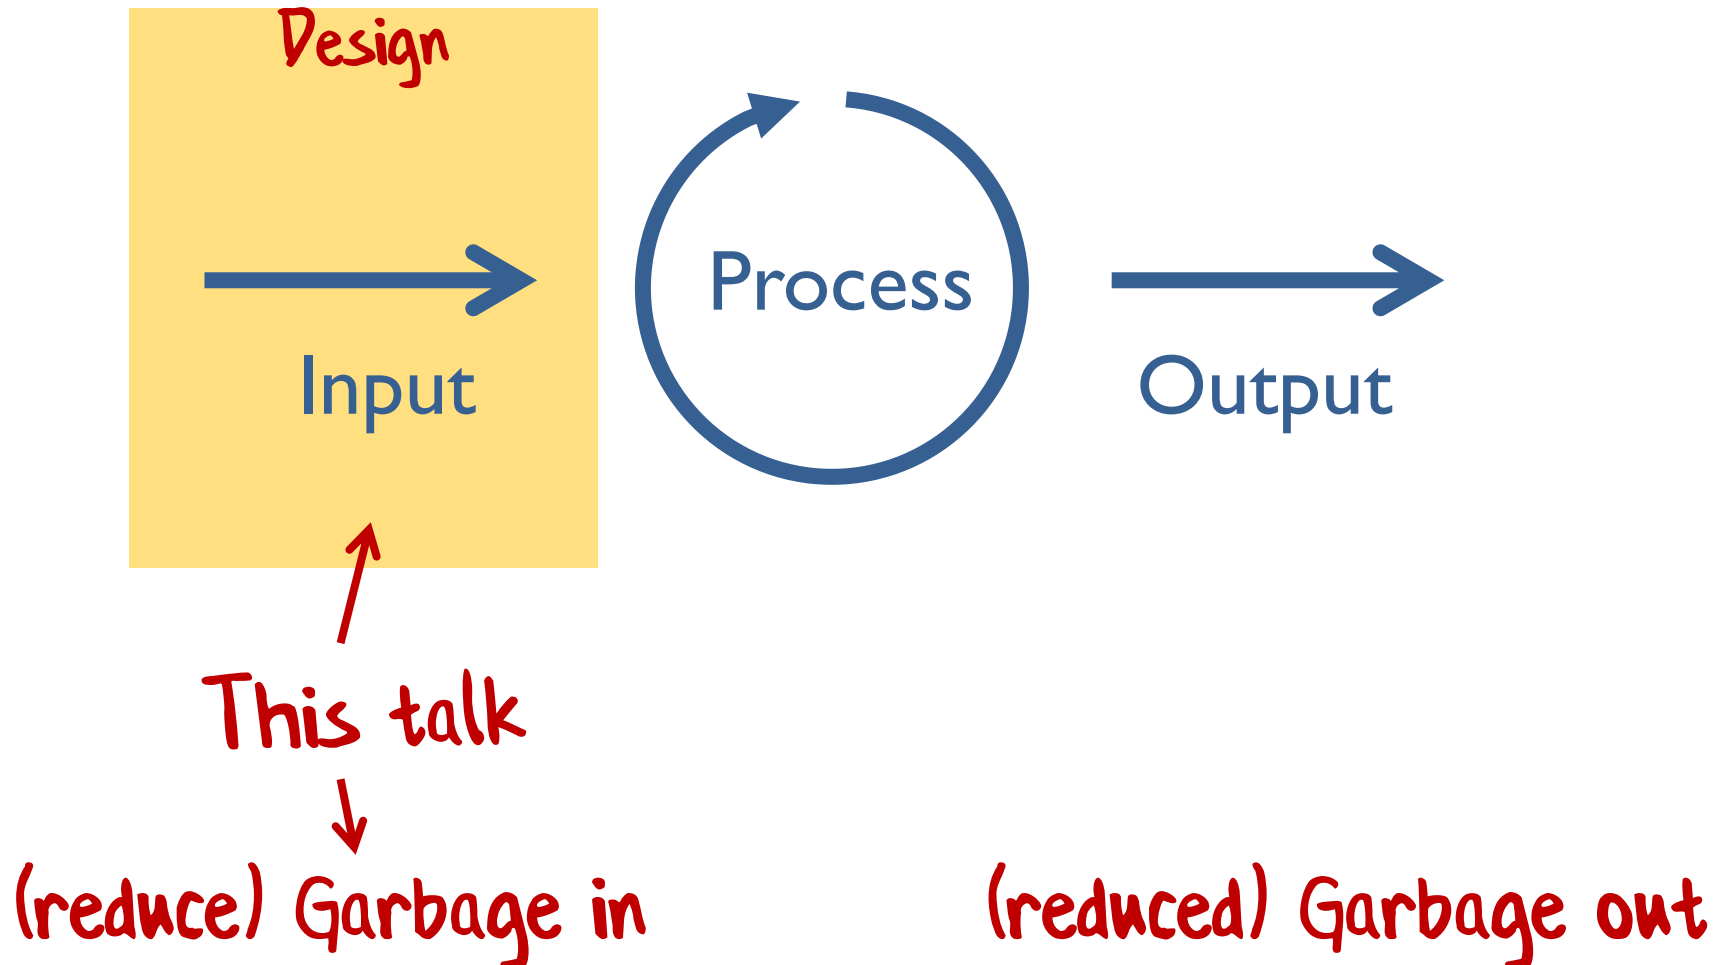 Design
Process
Input
Output
This talk
(reduce) Garbage in
(reduced) Garbage out